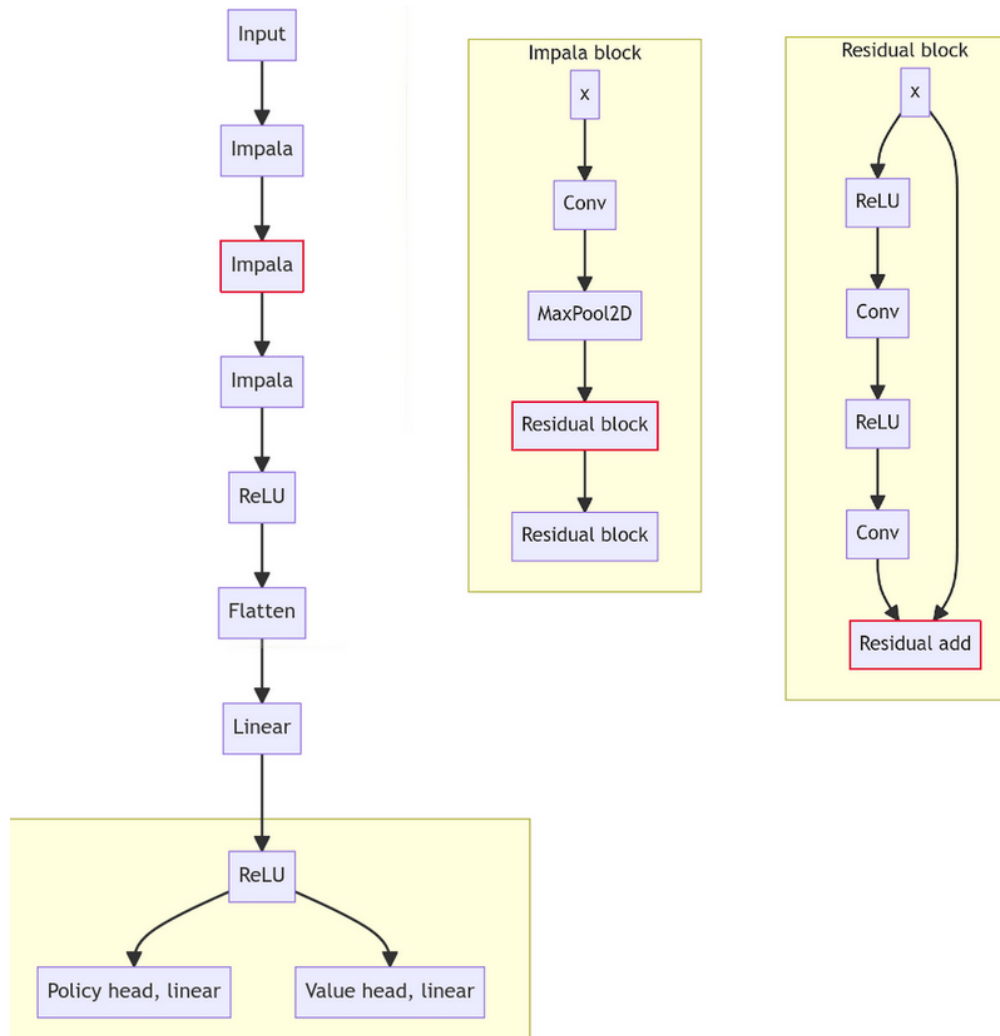 Input
Impala
Impala
Impala
ReLU
Flatten
Linear
ReLU
Policy head, linear
Value head, linear
Impala block
x
Conv
MaxPool2D
Residual block
Residual block
Residual block
x
ReLU
Conv
ReLU
Conv
Residual add